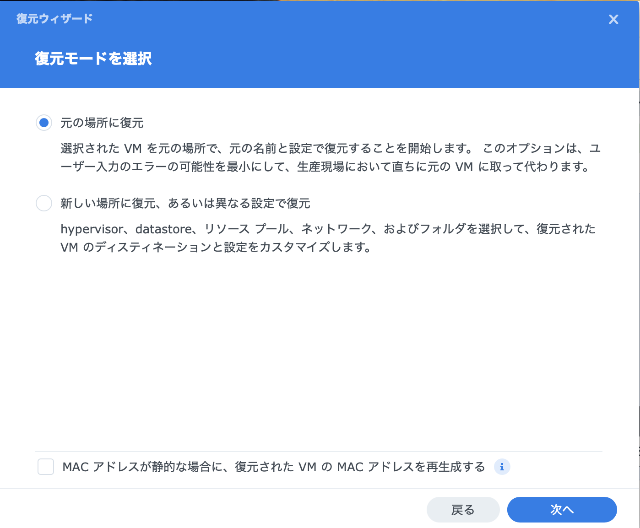 復元ウィザード
復元モードを選択
元の場所に復元
選択された VM を元の場所で、元の名前と設定で復元することを開始します。 このオプションは、ユ
ーザー入力のエラーの可能性を最小にして、生産現場において直ちに元の VM に取って代わります。
新しい場所に復元、あるいは異なる設定で復元
hypervisor、datastore、リソース プール、ネットワーク、およびフォルダを選択して、復元された
VM のディスティネーションと設定をカスタマイズします。
MAC アドレスが静的な場合に、復元された VM の MAC アドレスを再生成する
戻る
次へ